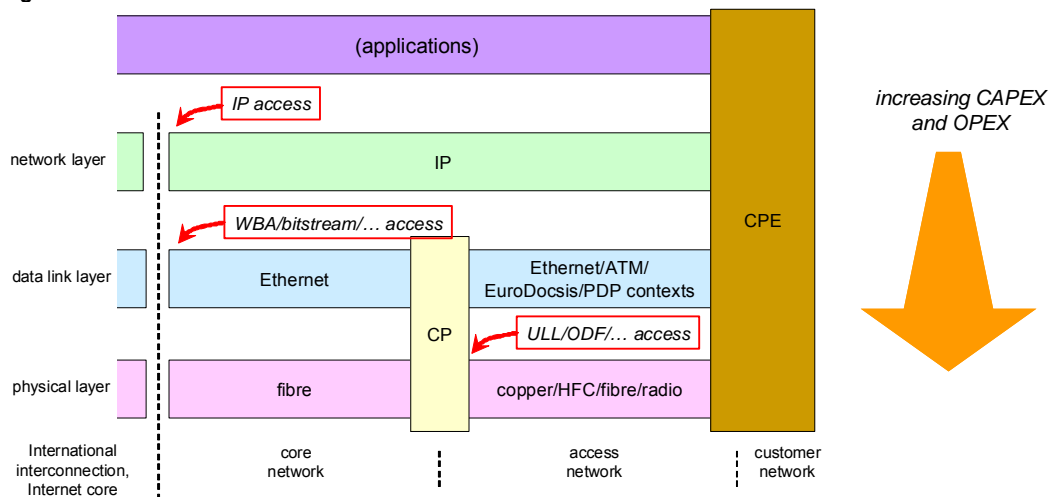 (applications)
IP access
increasing CAPEX
and OPEX
network layer
IP
WBA/bitstream/… access
CPE
data link layer
Ethernet
Ethernet/ATM/
EuroDocsis/PDP contexts
CP
ULL/ODF/… access
physical layer
fibre
copper/HFC/fibre/radio
International
interconnection,
Internet core
core
network
access
network
customer
network